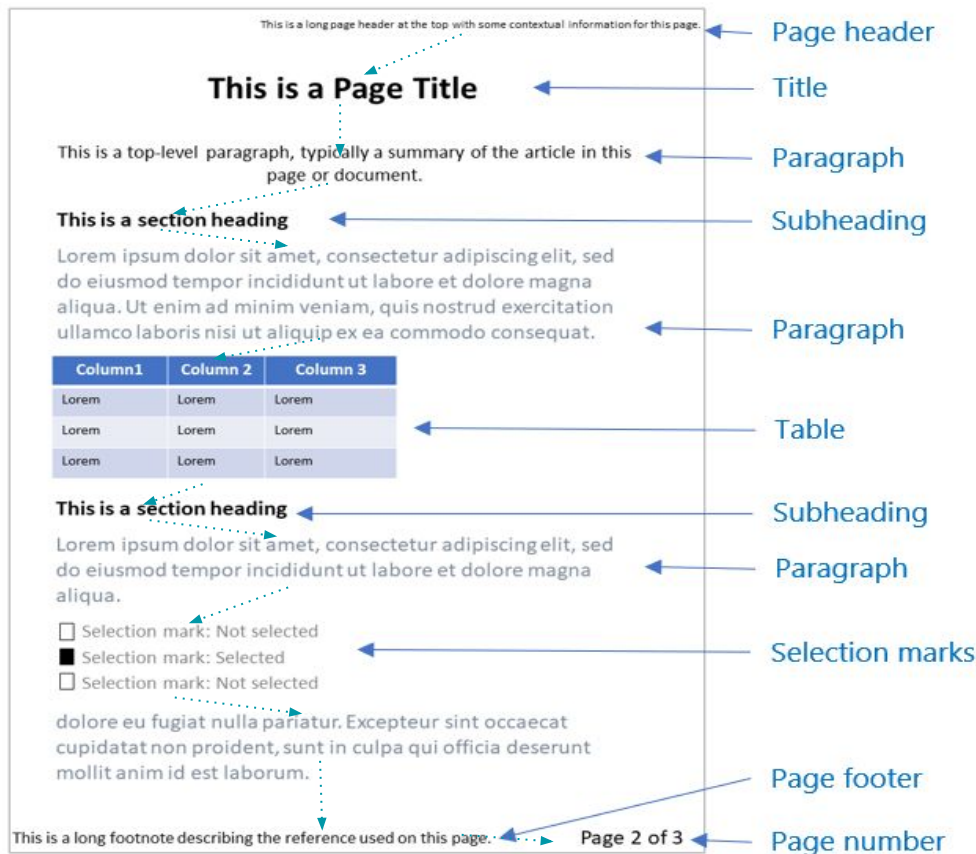 This is a long page header at the top with some contextual information for this page.
Page header
This is a Page Title
Title
This is a top-level paragraph, typically a summary of the article in this
page or document.
Paragraph
This is a section heading
Subheading
Lorem ipsum dolor sit amet, consectetur adipiscing elit, sed
do eiusmod tempor incididunt ut labore et dolore magna
aliqua. Ut enim ad minim veniam, quis nostrud exercitation
ullamco laboris nisi ut aliquip ex ea commodo consequat.
Paragraph
Column1 Column 2 Column 3
Lorem Lorem Lorem
Lorem Lorem Lorem
Lorem Lorem Lorem
Table
This is a section heading
Subheading
Lorem ipsum dolor sit amet, consectetur adipiscing elit, sed
do eiusmod tempor incididunt ut labore et dolore magna
aliqua.
Paragraph
Selection mark: Not selected
Selection mark: Selected
Selection mark: Not selected
Selection marks
dolore eu fugiat nulla pariatur. Excepteur sint occaecat
cupidatat non proident, sunt in culpa qui officia deserunt
mollit anim id est laborum.
This is a long footnote describing the reference used on this page.
Page footer
Page 2 of 3
Page number